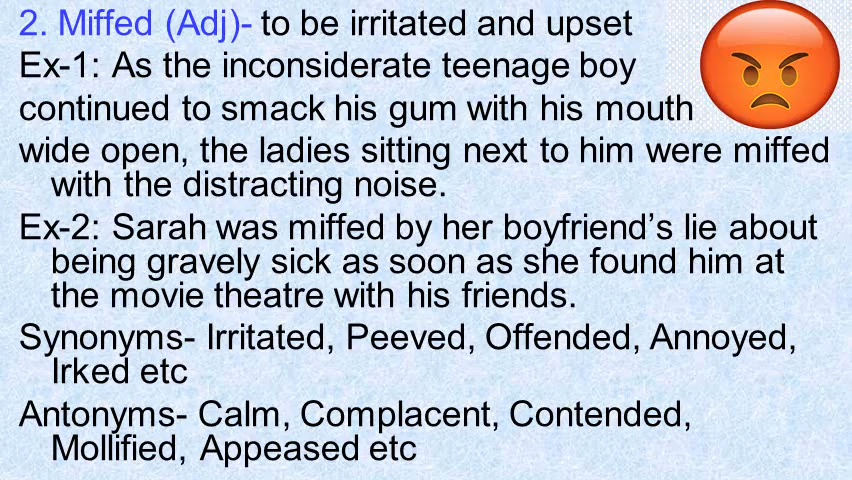 2. Miffed (Adj)- to be irritated and upset
Ex-1: As the inconsiderate teenage boy
continued to smack his gum with his mouth
wide open, the ladies sitting next to him were miffed
with the distracting noise.
Ex-2: Sarah was miffed by her boyfriend’s lie about
being gravely sick as soon as she found him at
the movie theatre with his friends.
Synonyms- Irritated, Peeved, Offended, Annoyed,
Irked etc
Antonyms- Calm, Complacent, Contended,
Mollified, Appeased etc